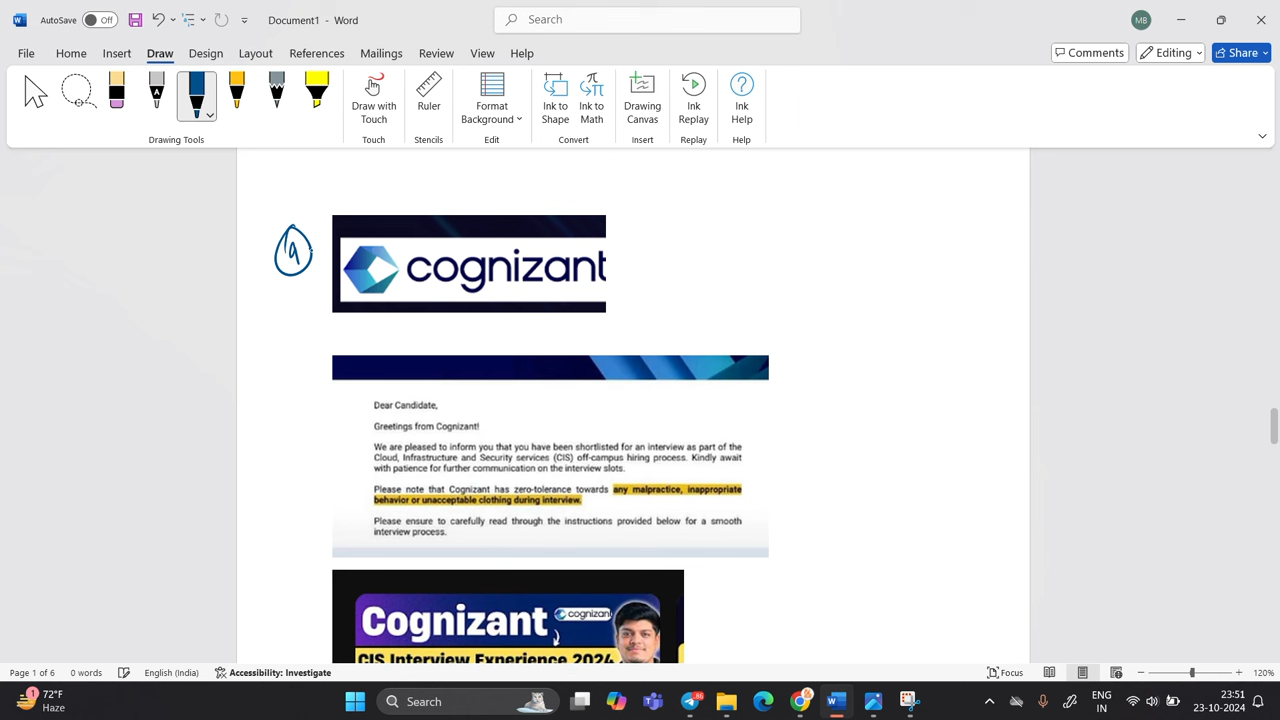 AutoSave Off Document1 - Word Search MB
File Home Insert Draw Design Layout References Mailings Review View Help Comments Editing Share
A
Draw with Touch Ruler Format Background Ink to Shape Ink to Math Drawing Canvas Ink Replay Ink Help
Drawing Tools Touch Stencils Edit Convert Insert Replay Help
cognizant
Dear Candidate,
Greetings from Cognizant!
We are pleased to inform you that you have been shortlisted for an interview as part of the
Cloud, Infrastructure and Security services (CIS) off-campus hiring process. Kindly await
with patience for further communication on the interview slots.
Please note that Cognizant has zero-tolerance towards any malpractice, inappropriate
behavior or unacceptable clothing during interview.
Please ensure to carefully read through the instructions provided below for a smooth
interview process.
Cognizant cognizant
CIS Interview Experience 2024
Page 1 of 6 0 words English (India) Accessibility: Investigate Focus 120%
1 72°F Haze Search 86 ENG IN 23:51 23-10-2024